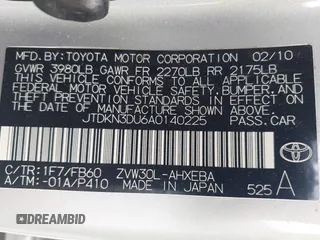 MFD.BY: TOYOTA MOTOR CORPORATION 02/10
GVWR 3980LB GAWR FR 2270LB RR 2175LB
THIS VEHICLE CONFORMS TO ALL APPLICABLE
FEDERAL MOTOR VEHICLE SAFETY, BUMPER, AND
THEFT PREVENTION STANDARDS IN EFFECT ON THE
DATE OF MANUFACTURE SHOWN ABOVE.
JTDKN3DU6A0140225 PASS.CAR
C/TR:1F7/FB60 ZVW30L-AHXEBA
A/TM:-01A/P410 MADE IN JAPAN 525 A
TOYOTA
DREAMBID